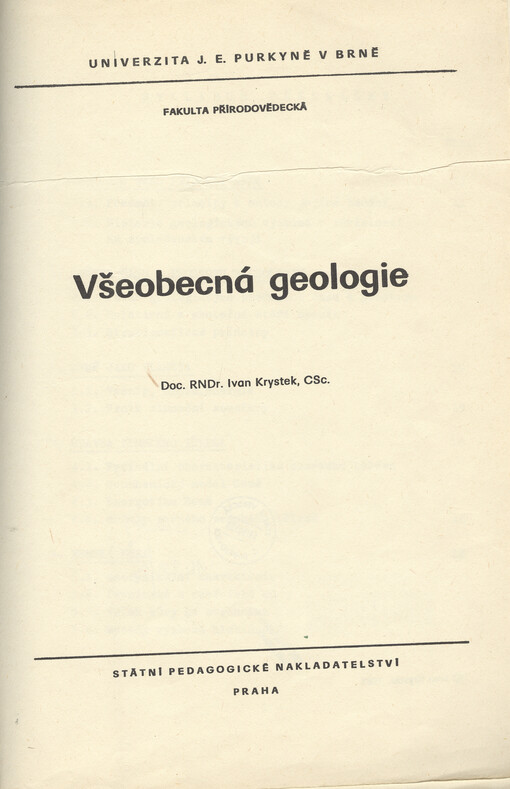 UNIVERZITA J. E. PURKYNĚ V BRNĚ
FAKULTA PŘÍRODOVĚDECKÁ
Všeobecná geologie
Doc. RNDr. Ivan Krystek, CSc.
STÁTNÍ PEDAGOGICKÉ NAKLADATELSTVÍ
PRAHA